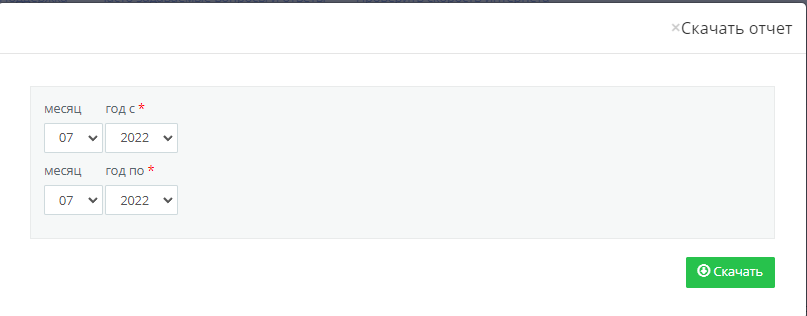 ×Скачать отчет
месяц год с *
07 2022
месяц год по *
07 2022
Скачать